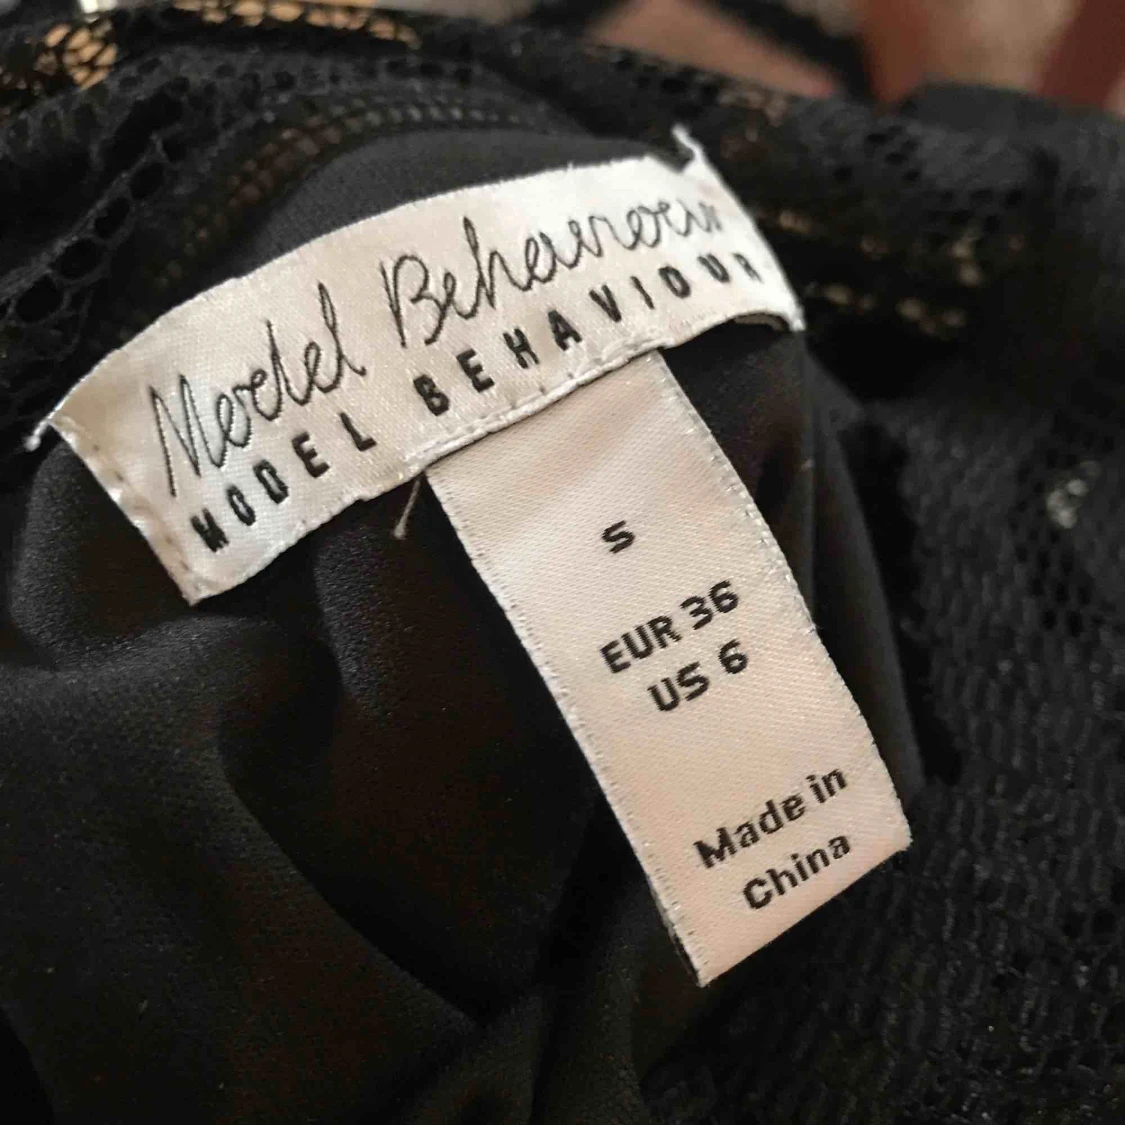 Model Behaviour
MODEL BEHAVIOUR
S
EUR 36
US 6
Made in
China